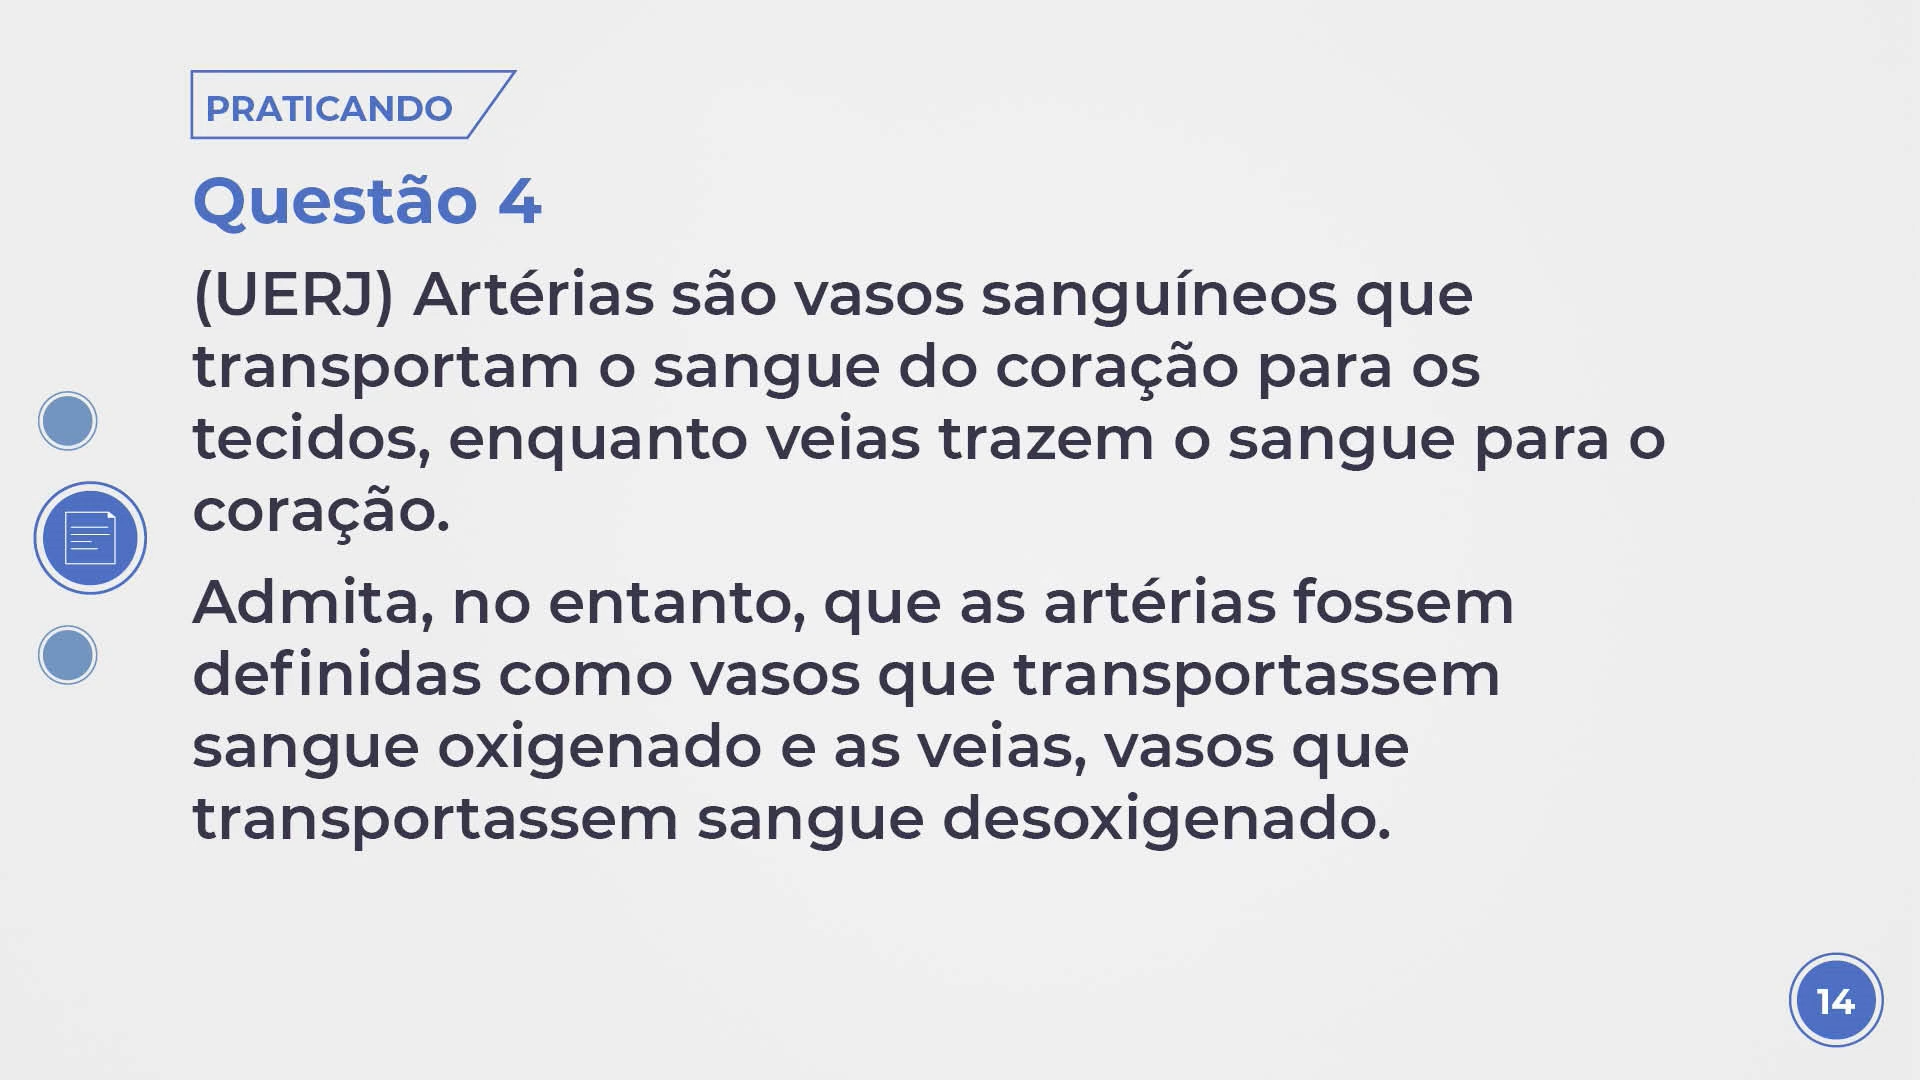 PRATICANDO
Questão 4
(UERJ) Artérias são vasos sanguíneos que
transportam o sangue do coração para os
tecidos, enquanto veias trazem o sangue para o
coração.
Admita, no entanto, que as artérias fossem
definidas como vasos que transportassem
sangue oxigenado e as veias, vasos que
transportassem sangue desoxigenado.
14